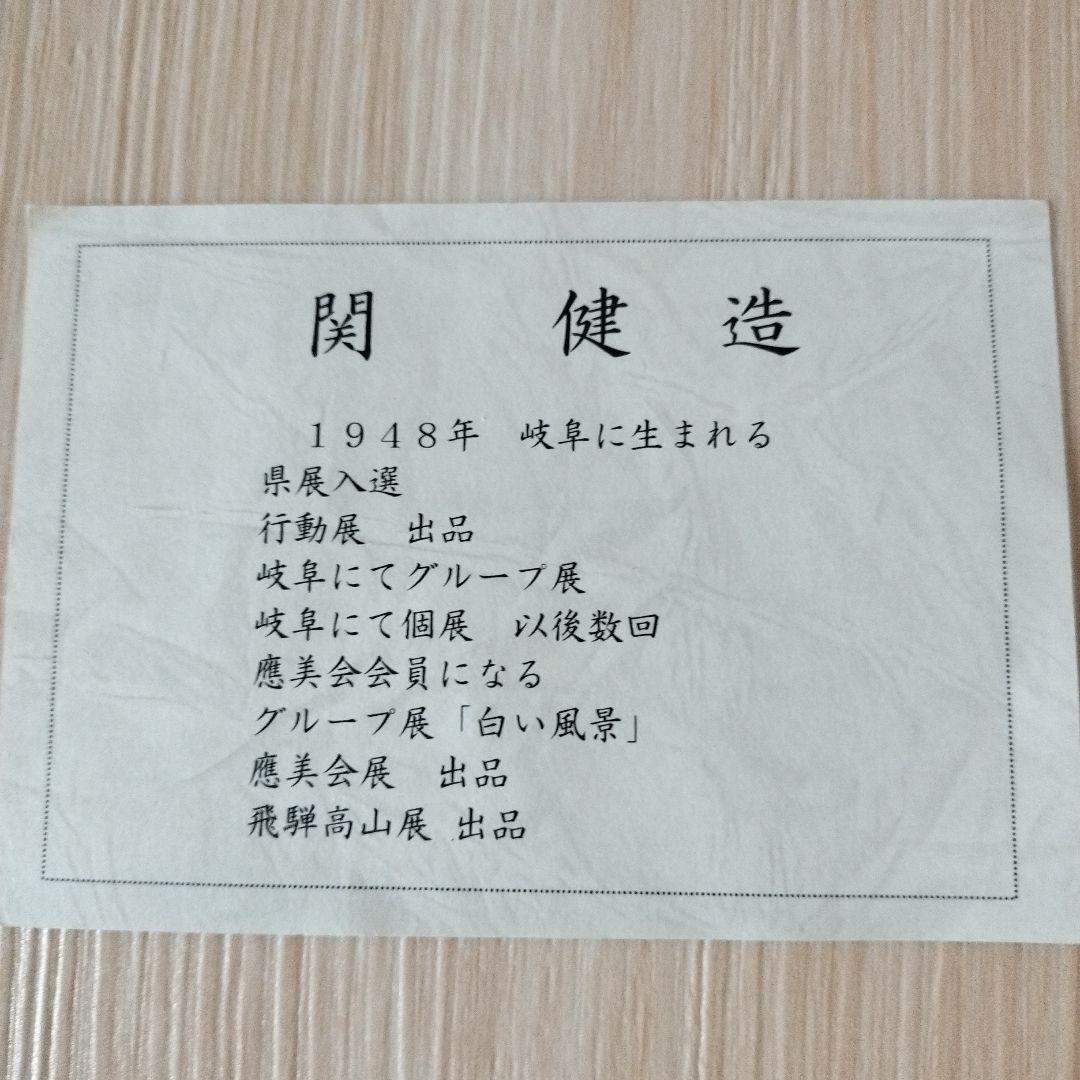 関　健　造
１９４８年　岐阜に生まれる
県展入選
行動展　出品
岐阜にてグループ展
岐阜にて個展　以後数回
應美会会員になる
グループ展「白い風景」
應美会展　出品
飛騨高山展 出品